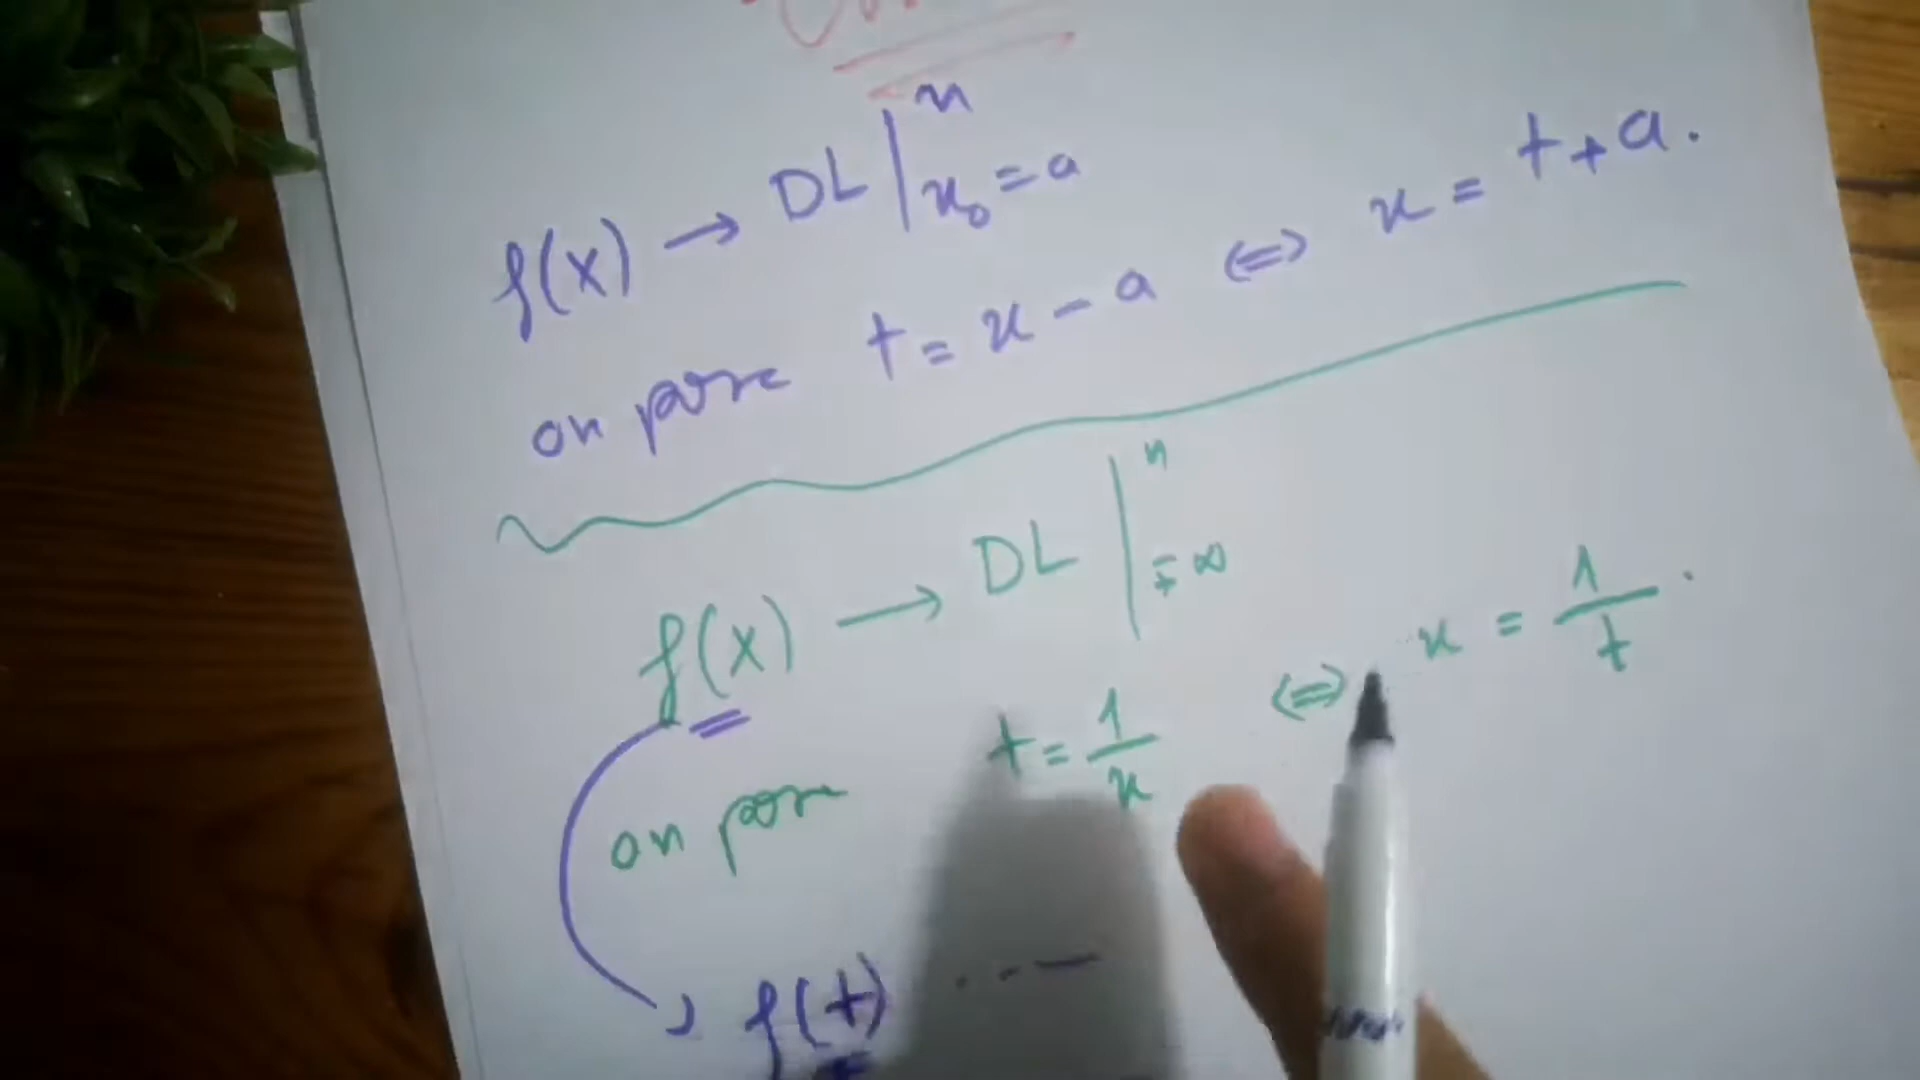 f(x) → DL |ⁿ x₀ = a
on pose t = x - a ⇔ x = t + a.
f(x) → DL |ⁿ ∓∞
on pose t = 1/x ⇔ x = 1/t.
f(t) . - —